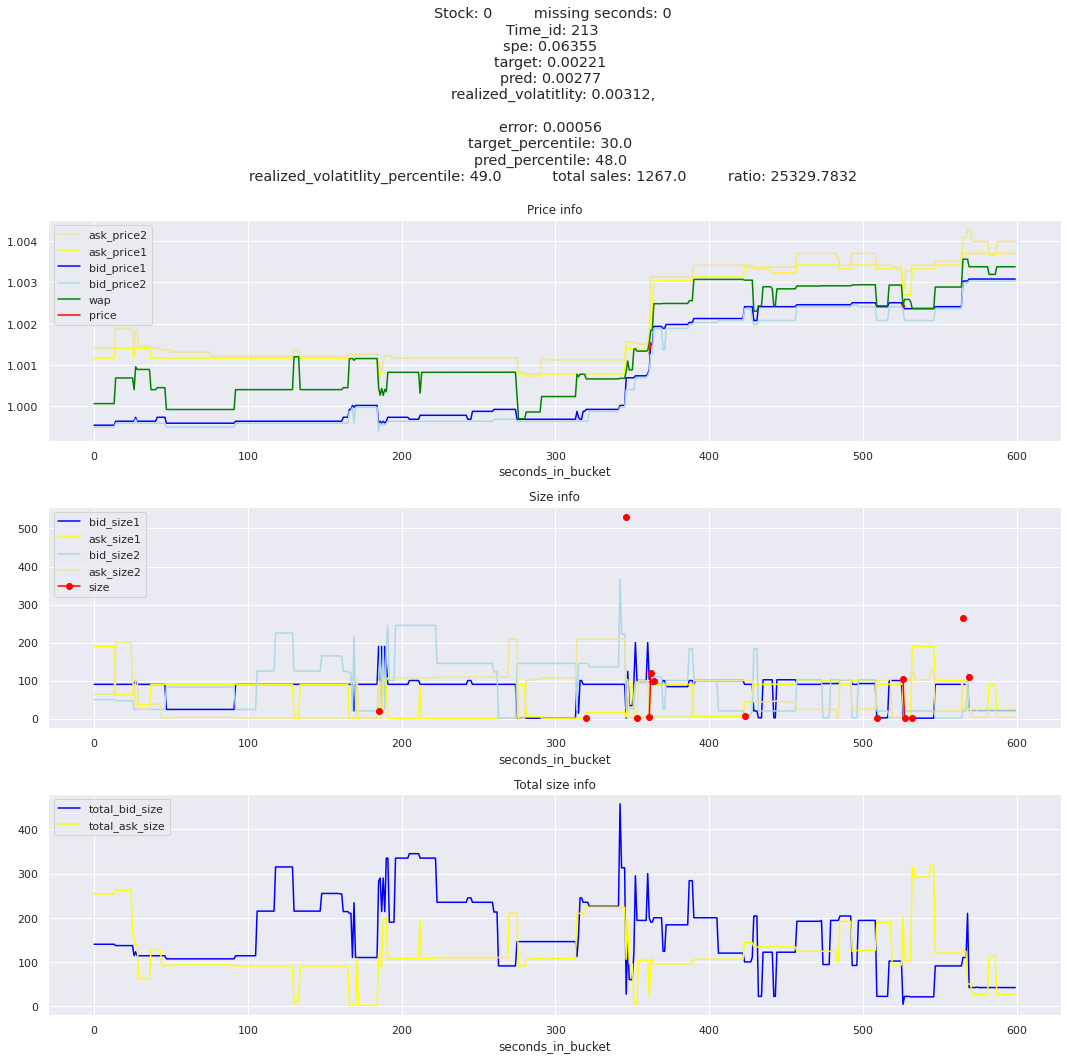 Stock: 0 missing seconds: 0
Time_id: 213
spe: 0.06355
target: 0.00221
pred: 0.00277
realized_volatitlity: 0.00312,
error: 0.00056
target_percentile: 30.0
pred_percentile: 48.0
realized_volatitlity_percentile: 49.0 total sales: 1267.0 ratio: 25329.7832
Price info
ask_price2
ask_price1
bid_price1
bid_price2
wap
price
1.004
1.003
1.002
1.001
1.000
0 100 200 300 400 500 600
seconds_in_bucket
Size info
bid_size1
ask_size1
bid_size2
ask_size2
size
500
400
300
200
100
0
0 100 200 300 400 500 600
seconds_in_bucket
Total size info
total_bid_size
total_ask_size
400
300
200
100
0
0 100 200 300 400 500 600
seconds_in_bucket